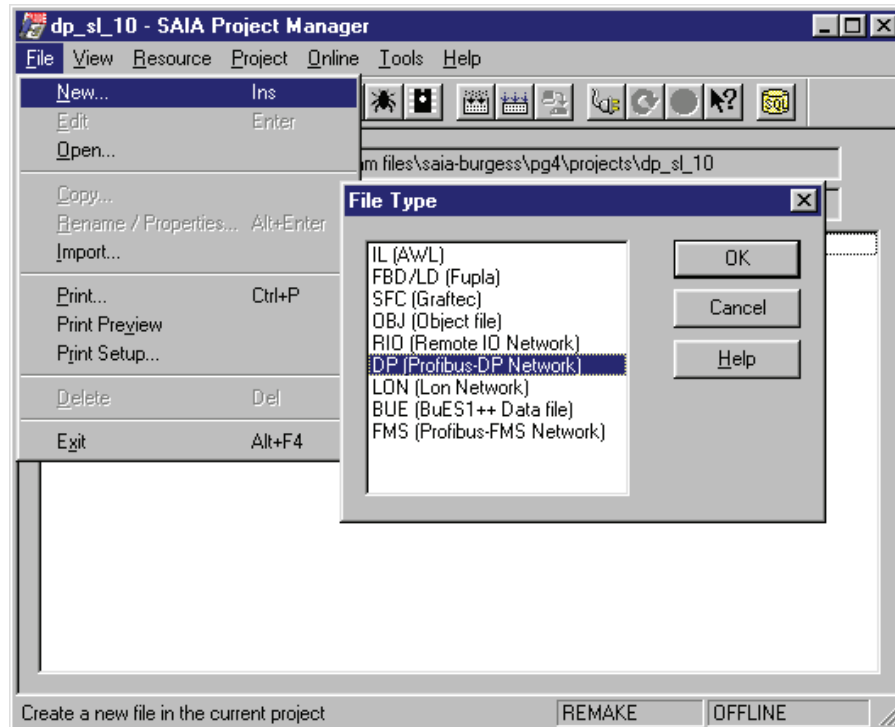 dp_sl_10 - SAIA Project Manager
File View Resource Project Online Tools Help
New... Ins
Edit Enter
Open...
Copy...
Rename / Properties... Alt+Enter
Import...
Print... Ctrl+P
Print Preview
Print Setup...
Delete Del
Exit Alt+F4
SQL
m files\saia-burgess\pg4\projects\dp_sl_10
File Type
IL (AWL)
FBD/LD (Fupla)
SFC (Graftec)
OBJ (Object file)
RIO (Remote IO Network)
DP (Profibus-DP Network)
LON (Lon Network)
BUE (BuES1++ Data file)
FMS (Profibus-FMS Network)
OK
Cancel
Help
Create a new file in the current project
REMAKE
OFFLINE